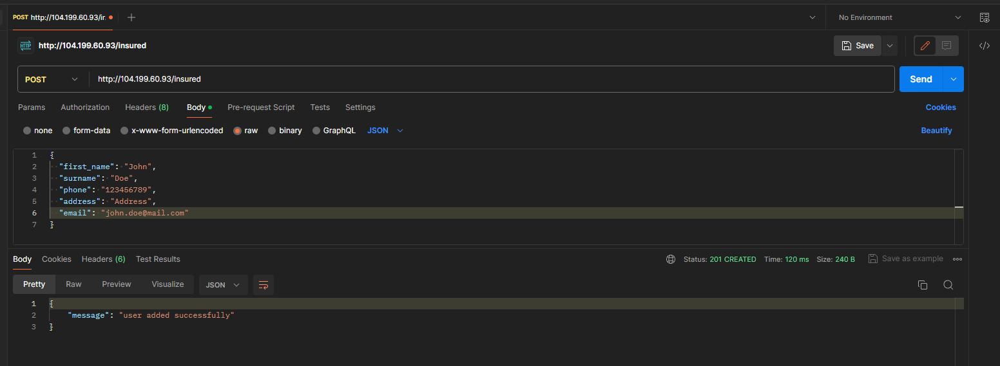 POST http://104.199.60.93/ir No Environment
HTTP http://104.199.60.93/insured Save
POST http://104.199.60.93/insured Send
Params Authorization Headers (8) Body Pre-request Script Tests Settings Cookies
none form-data x-www-form-urlencoded raw binary GraphQL JSON Beautify
1 {
2 "first_name": "John",
3 "surname": "Doe",
4 "phone": "123456789",
5 "address": "Address",
6 "email": "john.doe@mail.com"
7 }
Body Cookies Headers (6) Test Results Status: 201 CREATED Time: 120 ms Size: 240 B Save as example
Pretty Raw Preview Visualize JSON
1 {
2 "message": "user added successfully"
3 }